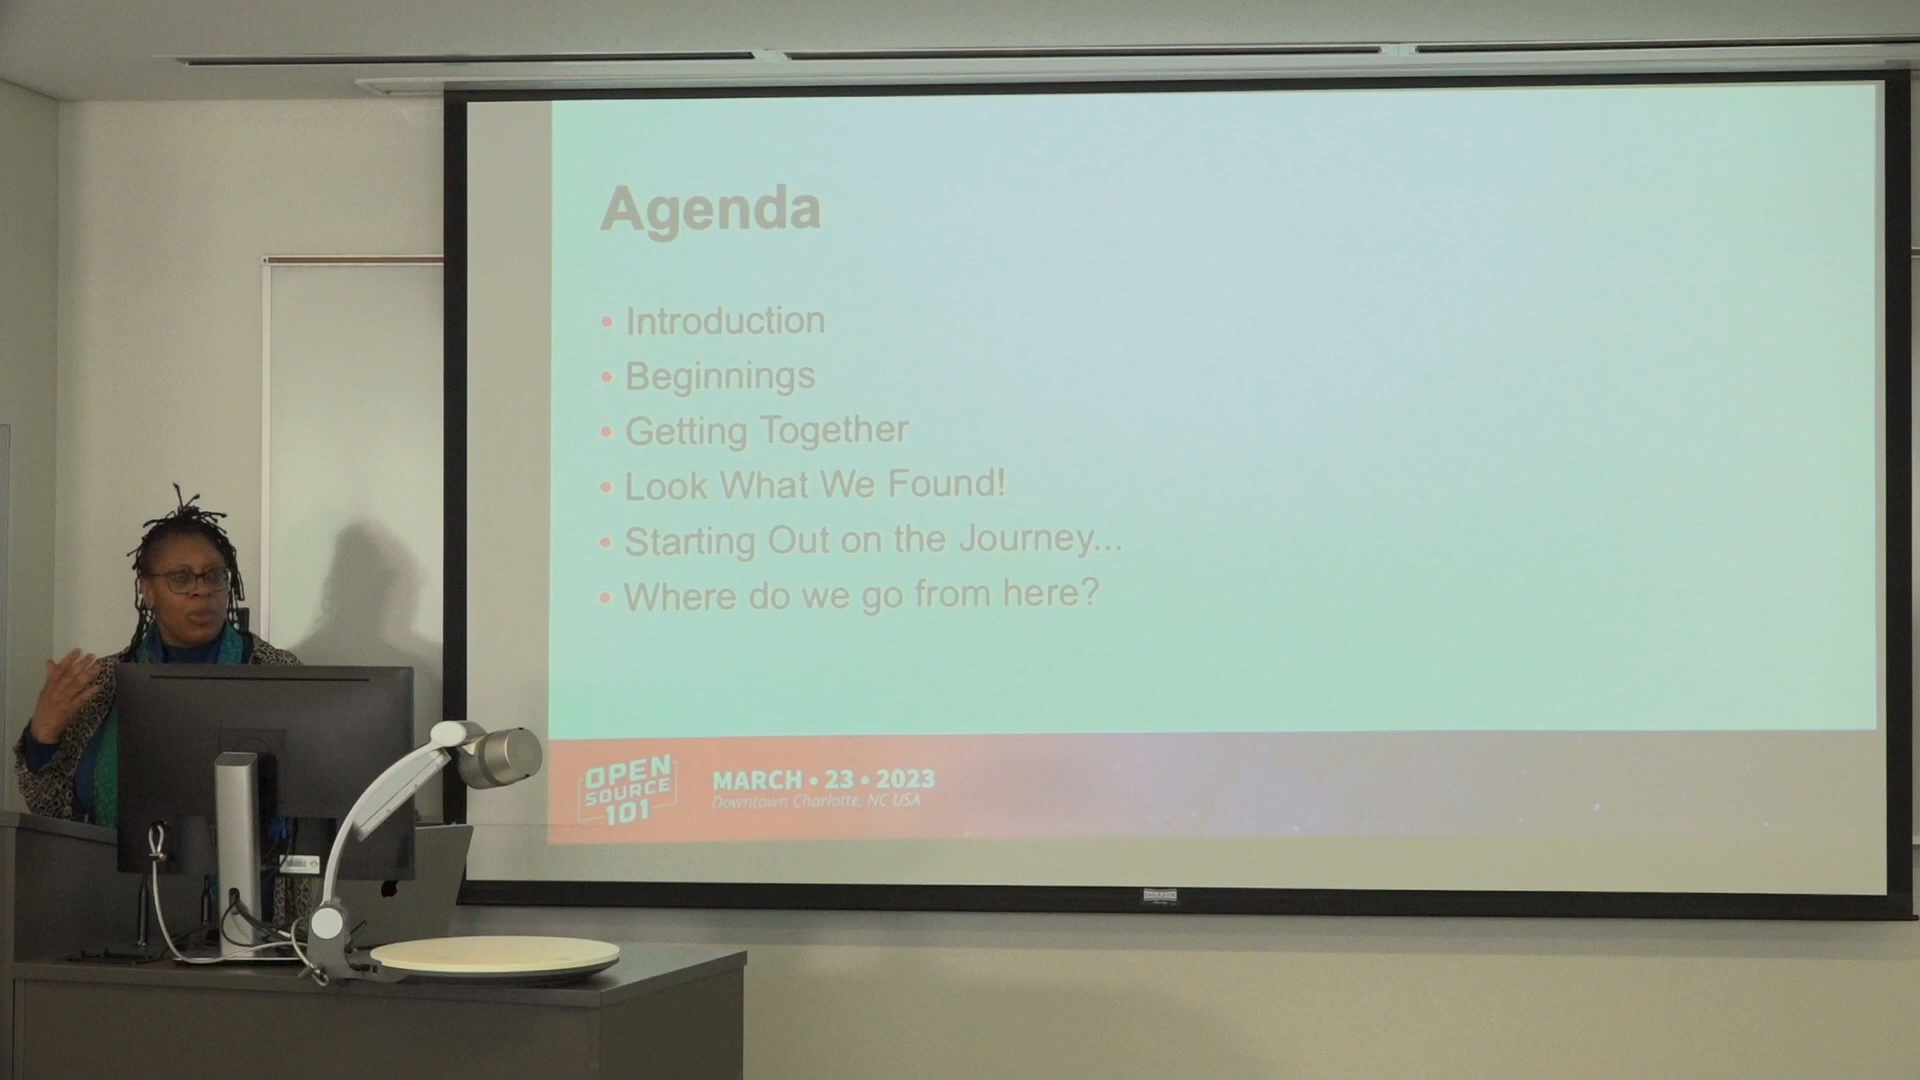 Agenda
• Introduction
• Beginnings
• Getting Together
• Look What We Found!
• Starting Out on the Journey...
• Where do we go from here?
OPEN
SOURCE
101
MARCH • 23 • 2023
Downtown Charlotte, NC USA